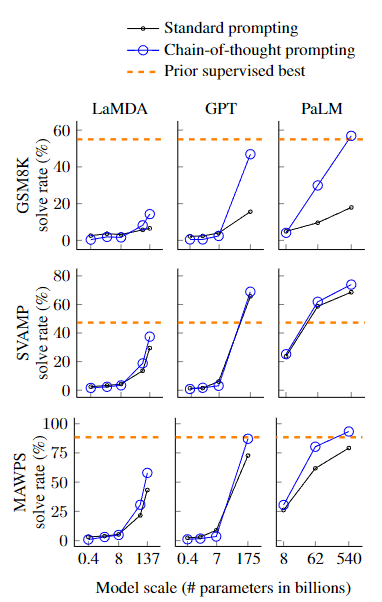 Standard prompting
Chain-of-thought prompting
Prior supervised best
LaMDA GPT PaLM
GSM8K
solve rate (%)
60
40
20
0
SVAMP
solve rate (%)
80
60
40
20
0
MAWPS
solve rate (%)
100
75
50
25
0
0.4 8 137 0.4 7 175 8 62 540
Model scale (# parameters in billions)